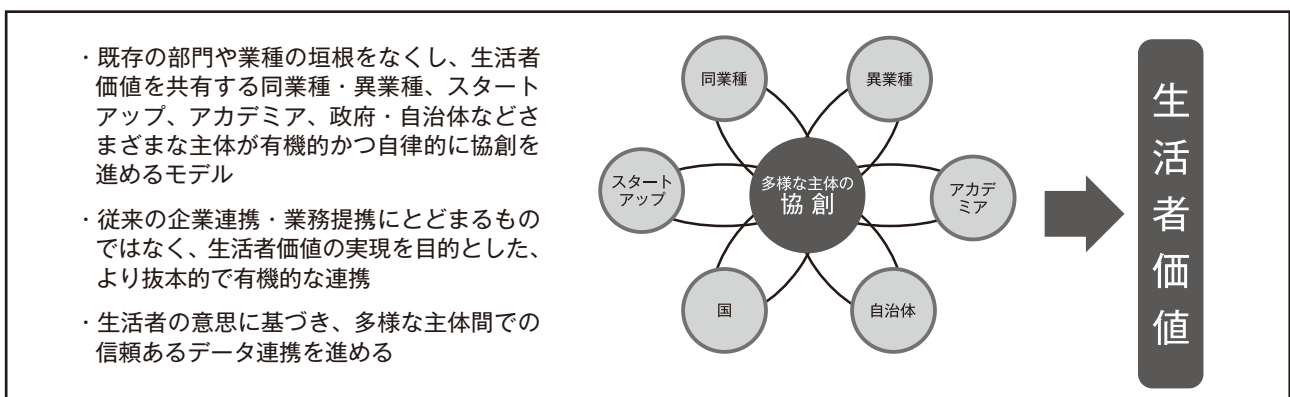 ・既存の部門や業種の垣根をなくし、生活者
価値を共有する同業種・異業種、スタート
アップ、アカデミア、政府・自治体などさ
まざまな主体が有機的かつ自律的に協創を
進めるモデル
・従来の企業連携・業務提携にとどまるもの
ではなく、生活者価値の実現を目的とした、
より抜本的で有機的な連携
・生活者の意思に基づき、多様な主体間での
信頼あるデータ連携を進める
同業種
異業種
スタート
アップ
多様な主体の
協創
アカデ
ミア
国
自治体
生活者価値